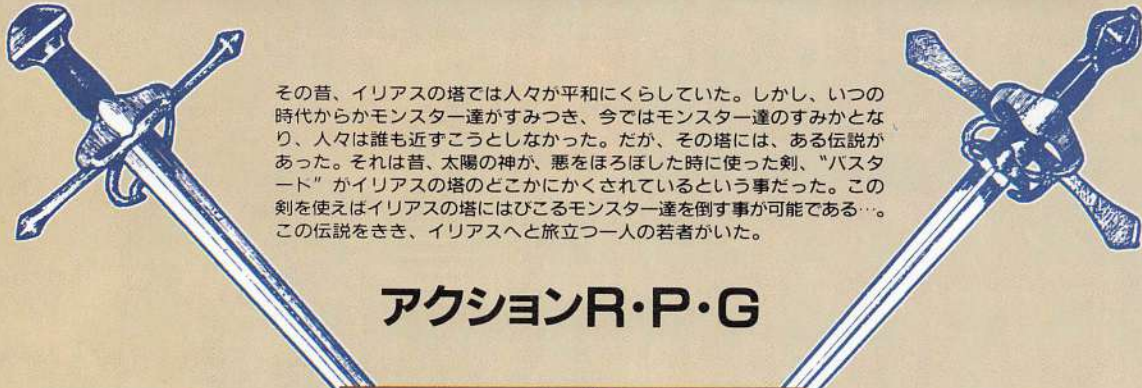 その昔、イリアスの塔では人々が平和にくらしていた。しかし、いつの
時代からかモンスター達がすみつき、今ではモンスター達のすみかとな
り、人々は誰も近ずこうとしなかった。だが、その塔には、ある伝説が
あった。それは昔、太陽の神が、悪をほろぼした時に使った剣、“バスタ
ード”がイリアスの塔のどこかにかくされているという事だった。この
剣を使えばイリアスの塔にはびこるモンスター達を倒す事が可能である…。
この伝説をきき、イリアスへと旅立つ一人の若者がいた。
アクションR・P・G